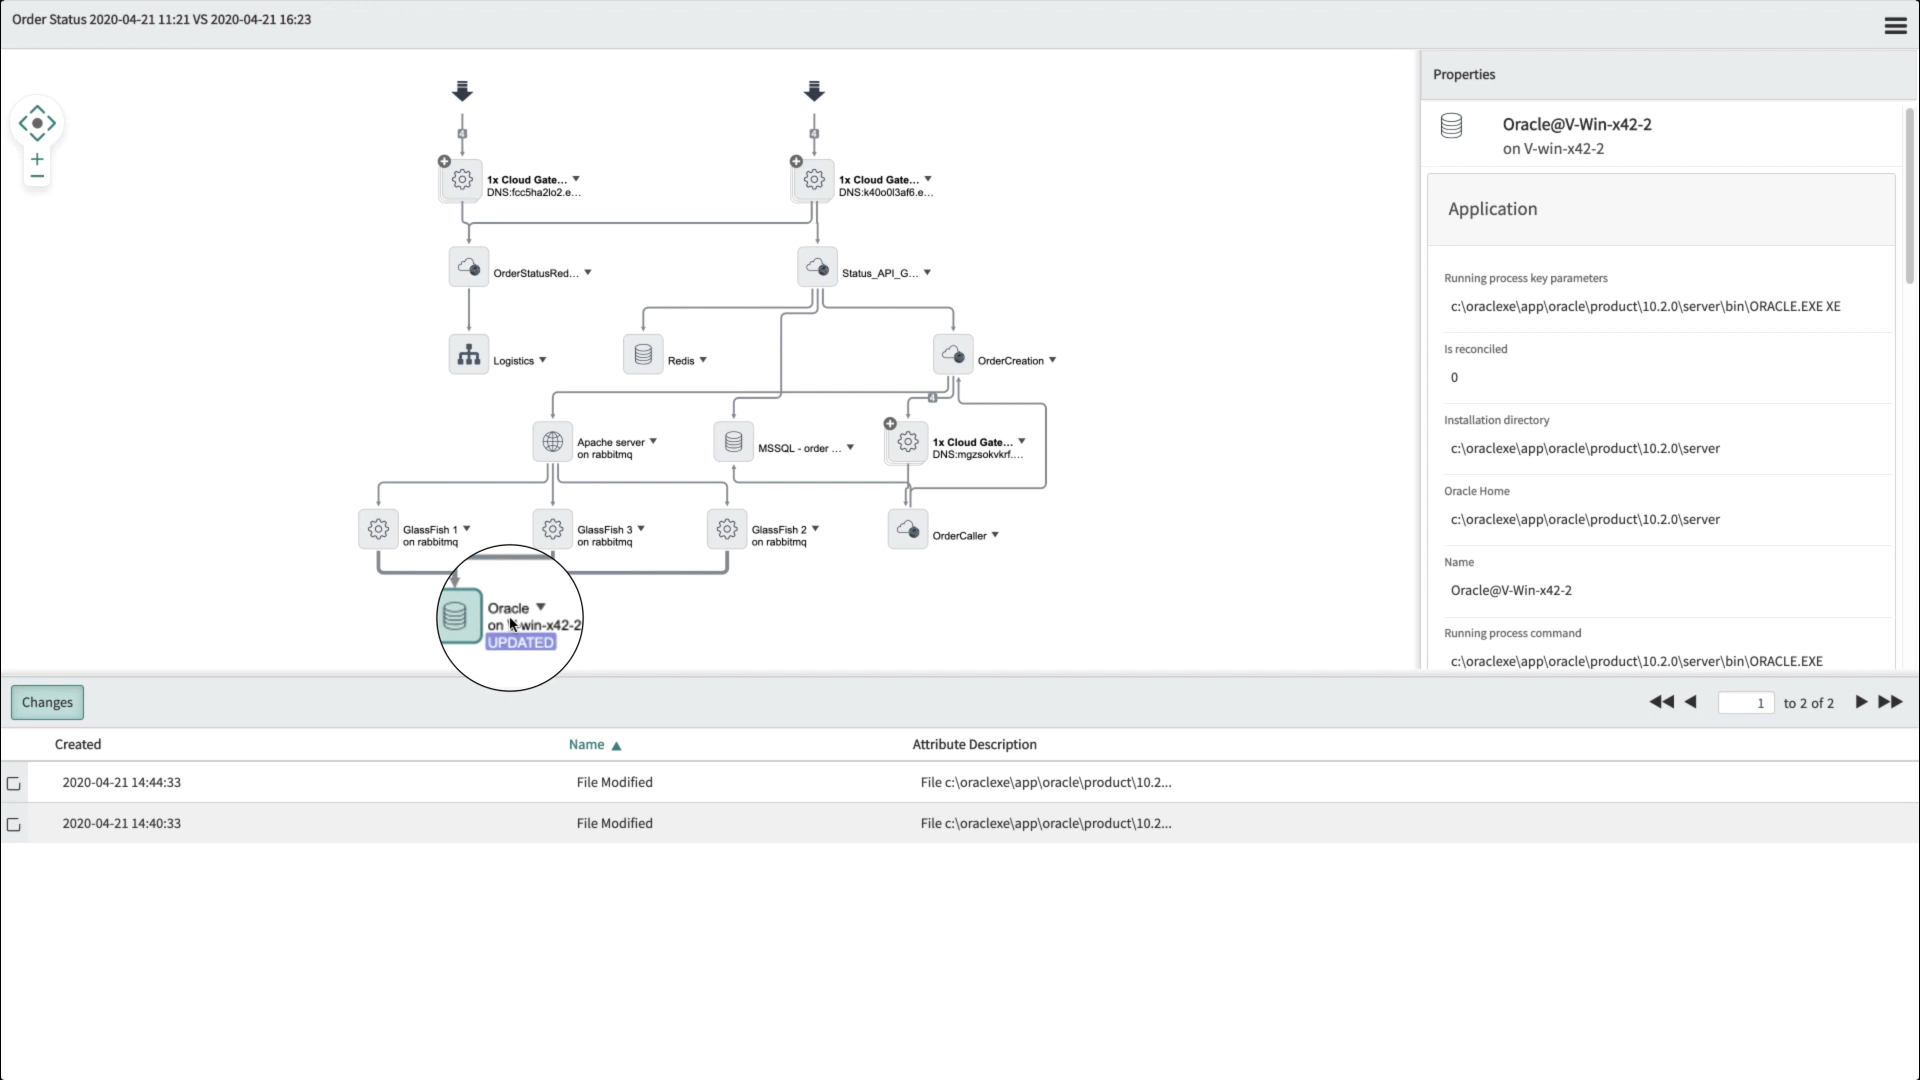 Order Status 2020-04-21 11:21 VS 2020-04-21 16:23
4
4
1x Cloud Gate...
DNS:fcc5ha2lo2.e...
1x Cloud Gate...
DNS:k40o0l3af6.e...
OrderStatusRed...
Status_API_G...
Logistics
Redis
OrderCreation
4
Apache server
on rabbitmq
MSSQL - order ...
1x Cloud Gate...
DNS:mgzsokvkrf....
GlassFish 1
on rabbitmq
GlassFish 3
on rabbitmq
GlassFish 2
on rabbitmq
OrderCaller
Oracle
on V-win-x42-2
UPDATED
Properties
Oracle@V-Win-x42-2
on V-win-x42-2
Application
Running process key parameters
c:\oraclexe\app\oracle\product\10.2.0\server\bin\ORACLE.EXE XE
Is reconciled
0
Installation directory
c:\oraclexe\app\oracle\product\10.2.0\server
Oracle Home
c:\oraclexe\app\oracle\product\10.2.0\server
Name
Oracle@V-Win-x42-2
Running process command
c:\oraclexe\app\oracle\product\10.2.0\server\bin\ORACLE.EXE
Changes
1 to 2 of 2
Created Name Attribute Description
2020-04-21 14:44:33 File Modified File c:\oraclexe\app\oracle\product\10.2...
2020-04-21 14:40:33 File Modified File c:\oraclexe\app\oracle\product\10.2...